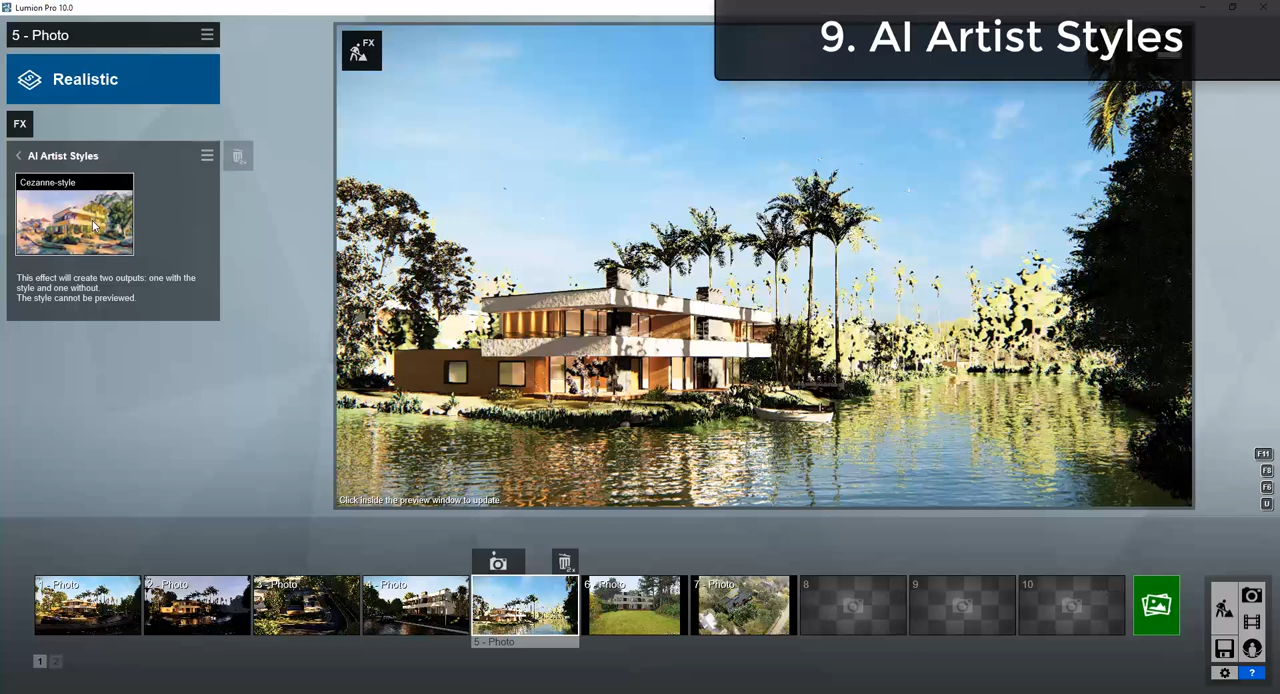 Lumion Pro 10.0
9. AI Artist Styles
5 - Photo
Realistic
FX
FX
AI Artist Styles
Cezanne-style
This effect will create two outputs: one with the
style and one without.
The style cannot be previewed.
Click inside the preview window to update.
F11
F8
F6
U
1 - Photo
2 - Photo
3 - Photo
4 - Photo
6 - Photo
7 - Photo
8
9
10
5 - Photo
1
2
?